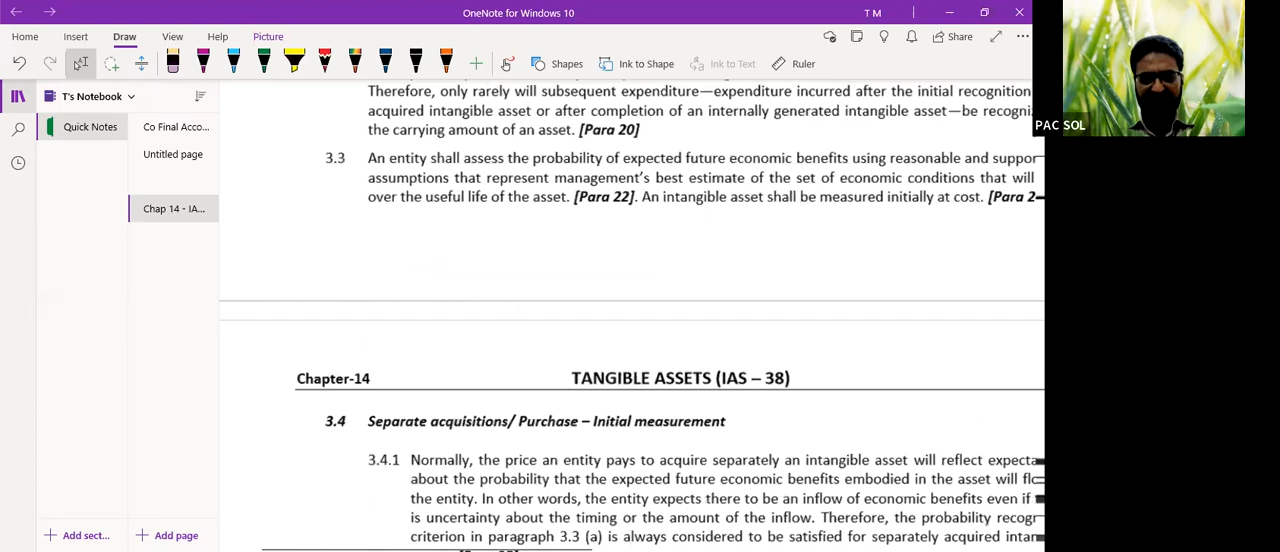 OneNote for Windows 10
T M
Home Insert Draw View Help Picture
Share
Shapes Ink to Shape Ink to Text Ruler
T's Notebook
Quick Notes
Co Final Acco...
Untitled page
Chap 14 - IA...
Add sect...
Add page
PAC SOL
Therefore, only rarely will subsequent expenditure—expenditure incurred after the initial recognition
acquired intangible asset or after completion of an internally generated intangible asset—be recogni
the carrying amount of an asset. [Para 20]
3.3 An entity shall assess the probability of expected future economic benefits using reasonable and suppor
assumptions that represent management's best estimate of the set of economic conditions that will
over the useful life of the asset. [Para 22]. An intangible asset shall be measured initially at cost. [Para 2
Chapter-14 TANGIBLE ASSETS (IAS – 38)
3.4 Separate acquisitions/ Purchase – Initial measurement
3.4.1 Normally, the price an entity pays to acquire separately an intangible asset will reflect expecta
about the probability that the expected future economic benefits embodied in the asset will flo
the entity. In other words, the entity expects there to be an inflow of economic benefits even if
is uncertainty about the timing or the amount of the inflow. Therefore, the probability recogn
criterion in paragraph 3.3 (a) is always considered to be satisfied for separately acquired intan